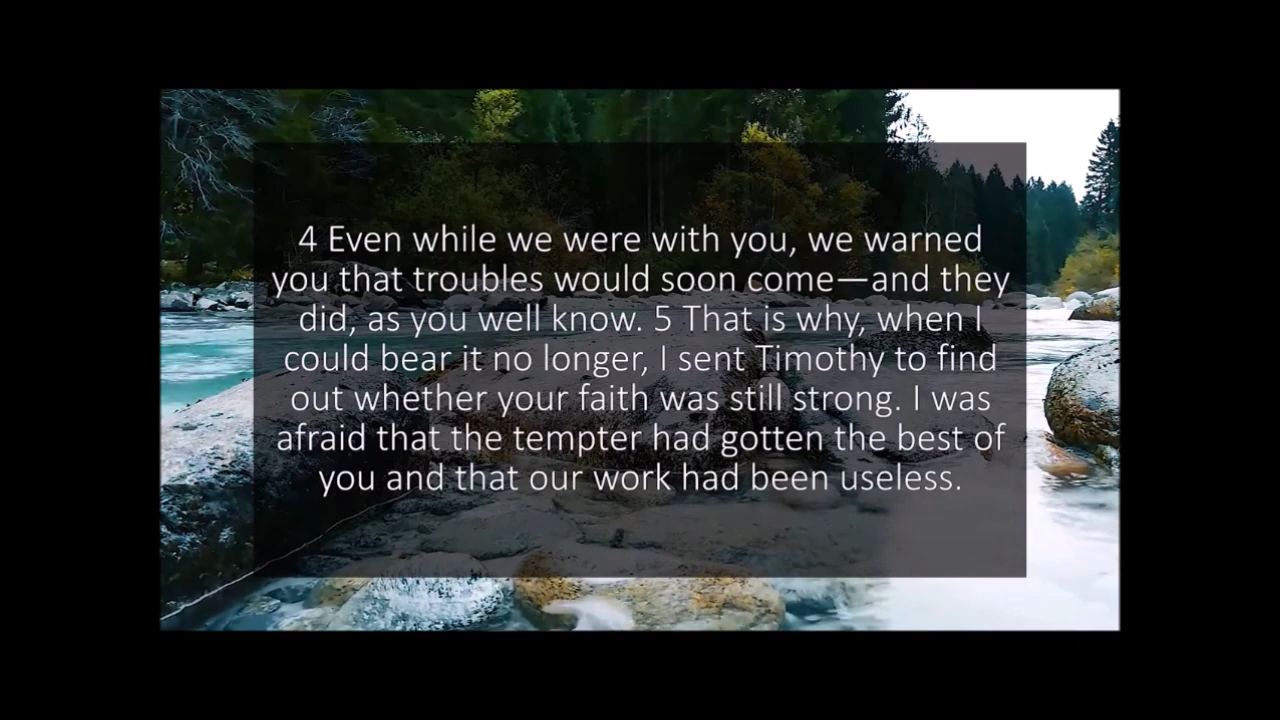 4 Even while we were with you, we warned
you that troubles would soon come—and they
did, as you well know. 5 That is why, when I
could bear it no longer, I sent Timothy to find
out whether your faith was still strong. I was
afraid that the tempter had gotten the best of
you and that our work had been useless.